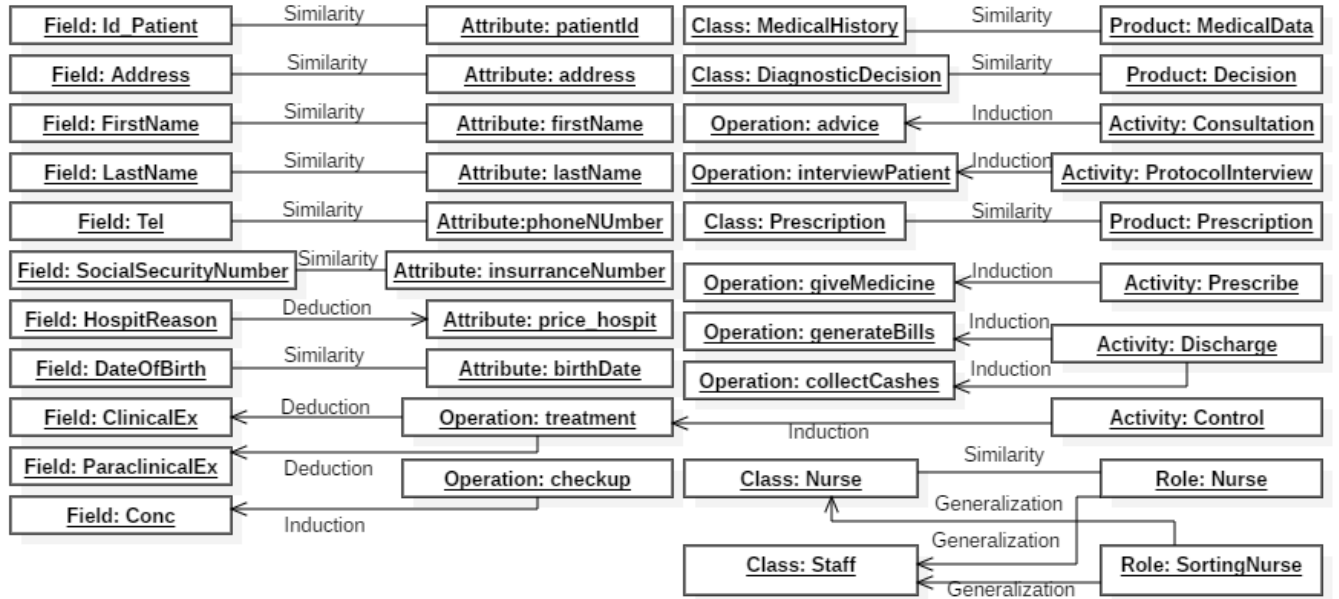 Field: Id_Patient Similarity Attribute: patientId
Field: Address Similarity Attribute: address
Field: FirstName Similarity Attribute: firstName
Field: LastName Similarity Attribute: lastName
Field: Tel Similarity Attribute:phoneNUmber
Field: SocialSecurityNumber Similarity Attribute: insurranceNumber
Field: HospitReason Deduction Attribute: price_hospit
Field: DateOfBirth Similarity Attribute: birthDate
Field: ClinicalEx Deduction Operation: treatment
Field: ParaclinicalEx Deduction Operation: checkup
Field: Conc Induction
Class: MedicalHistory Similarity Product: MedicalData
Class: DiagnosticDecision Similarity Product: Decision
Operation: advice Induction Activity: Consultation
Operation: interviewPatient Induction Activity: ProtocolInterview
Class: Prescription Similarity Product: Prescription
Operation: giveMedicine Induction Activity: Prescribe
Operation: generateBills Induction Activity: Discharge
Operation: collectCashes Induction
Induction Activity: Control
Class: Nurse Similarity Role: Nurse
Generalization
Generalization
Class: Staff Generalization Role: SortingNurse